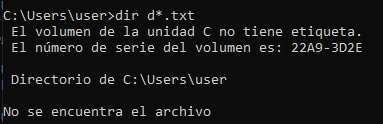 C:\Users\user>dir d*.txt
El volumen de la unidad C no tiene etiqueta.
El número de serie del volumen es: 22A9-3D2E
Directorio de C:\Users\user
No se encuentra el archivo